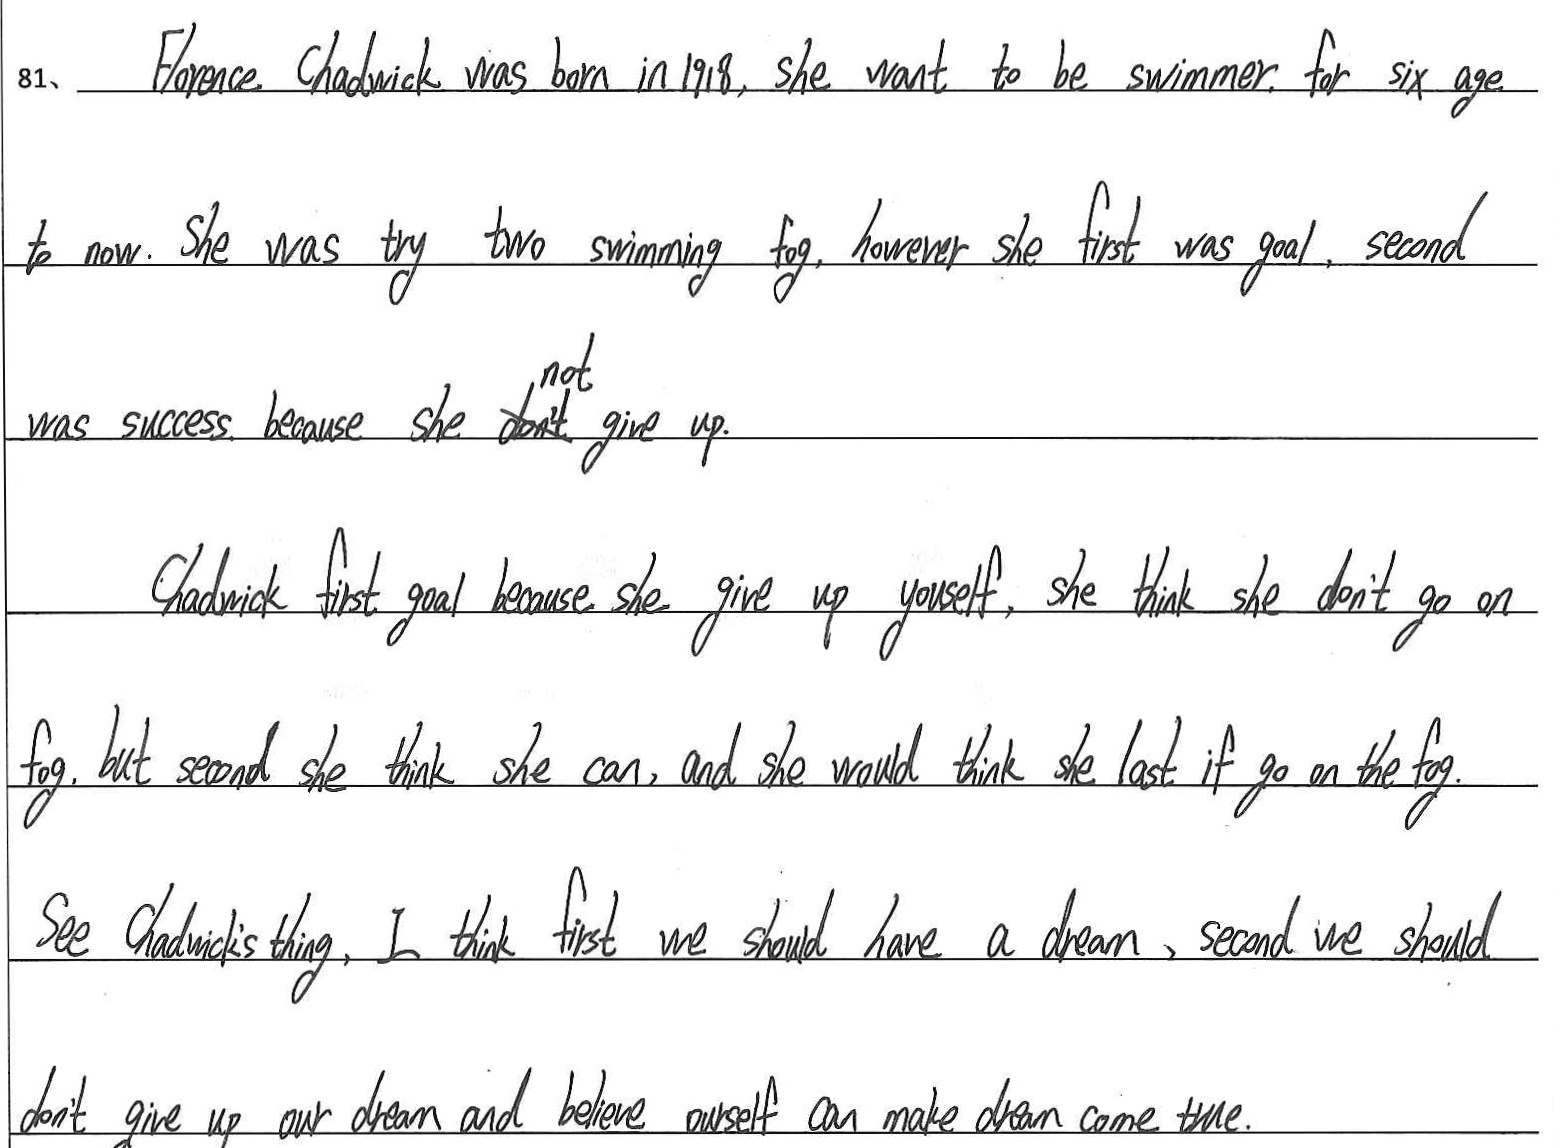 81、 Florence Chadwick was born in 1918, she want to be swimmer. for six age
to now. She was try two swimming fog, however she first was goal, second
not
was success. because she don't give up.
Chadwick first goal because she give up youself, she think she don't go on
fog. but second she think she can, and she would think she last if go on the fog.
See Chadwick's thing, I think first we should have a dream, second we should
don't give up our dream and believe ourself can make dream come true.